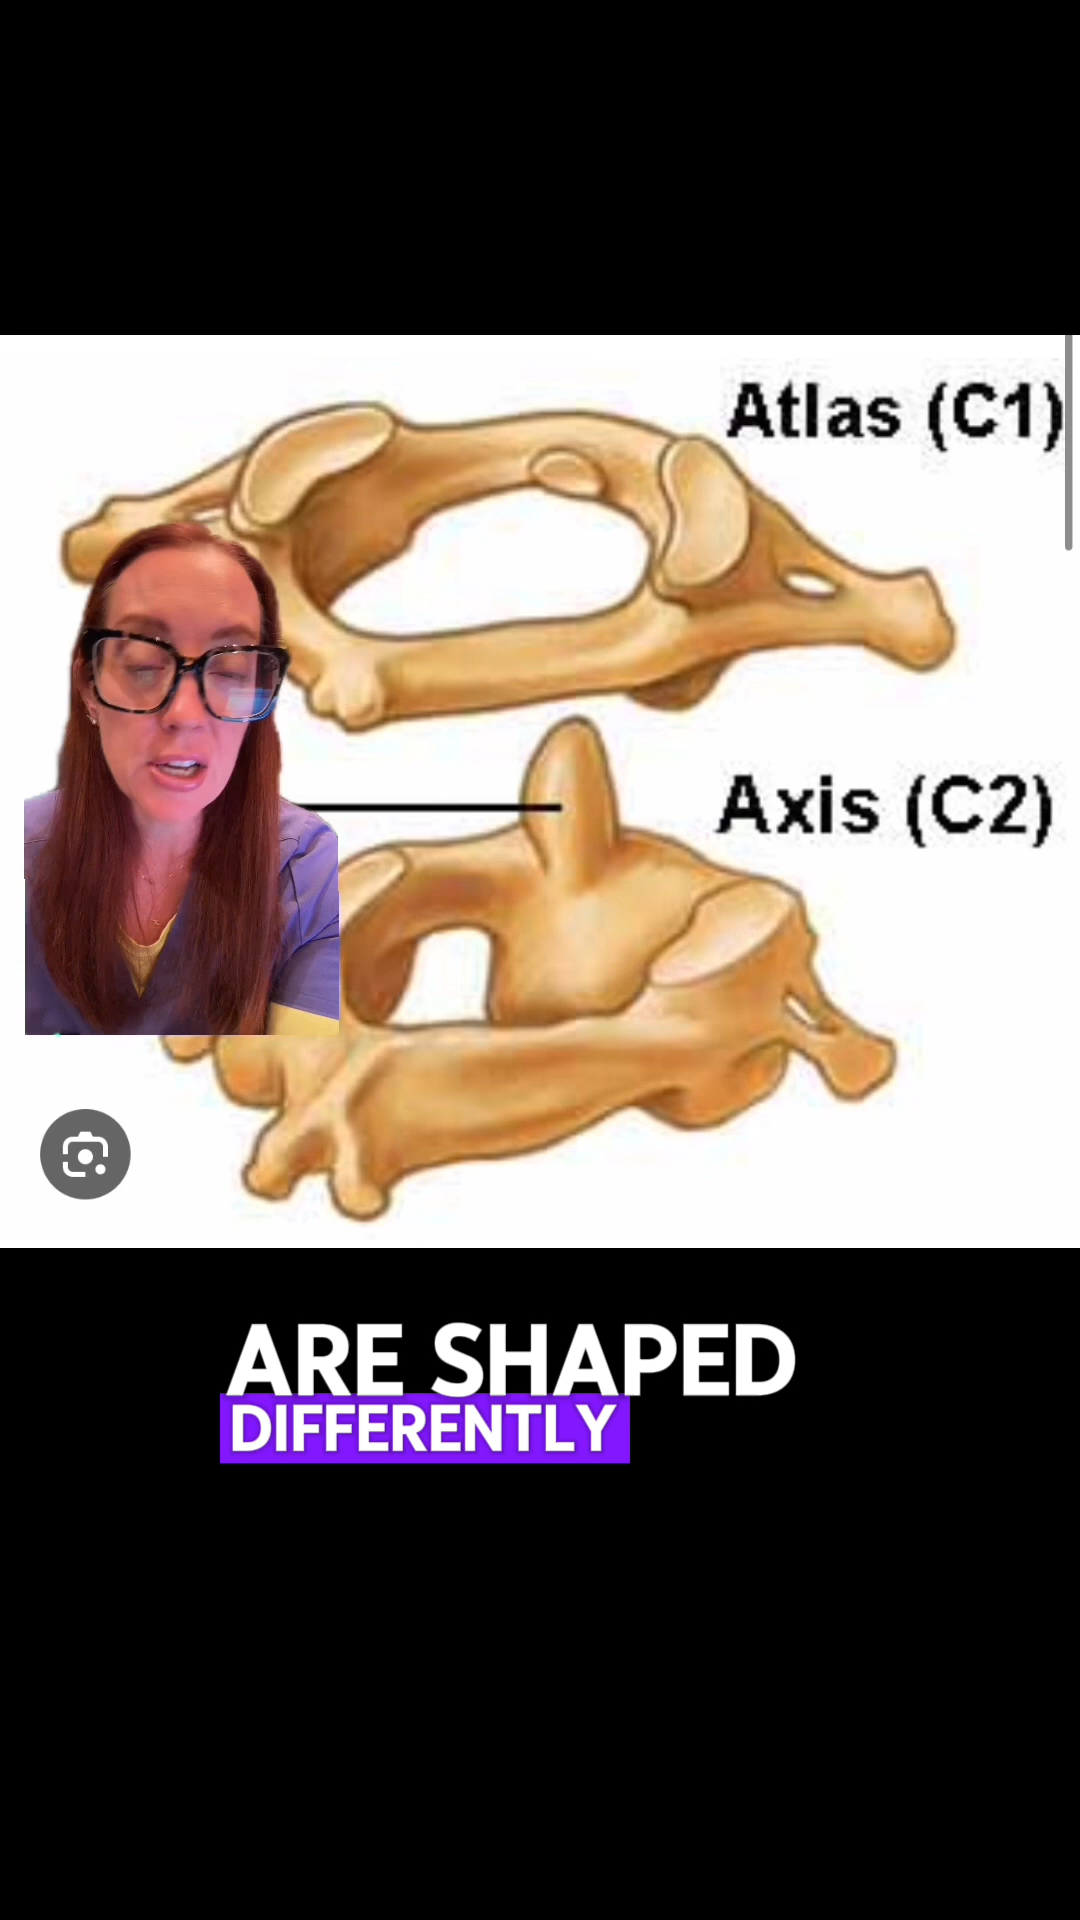 Atlas (C1)
Axis (C2)
ARE SHAPED
DIFFERENTLY